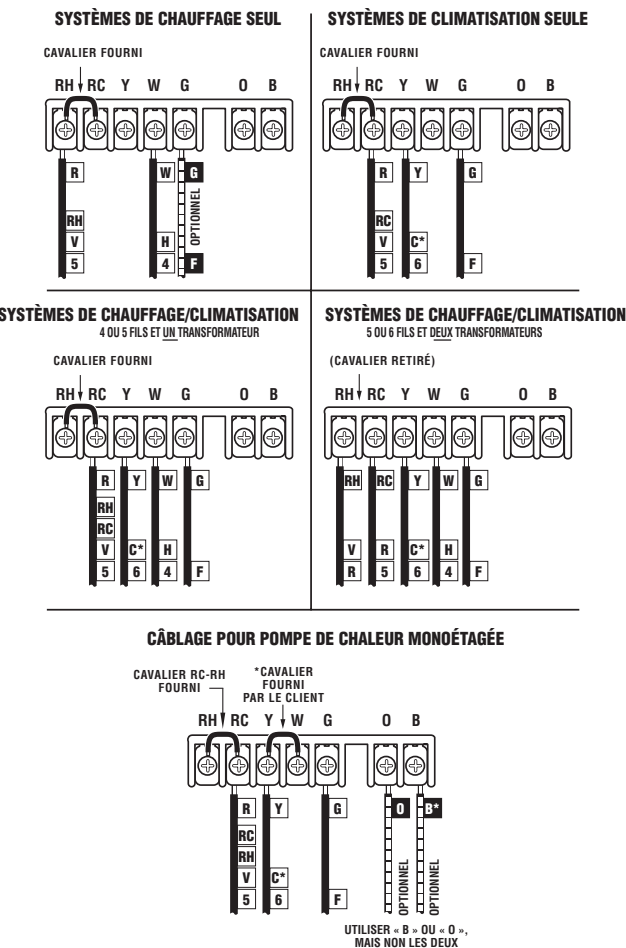 SYSTÈMES DE CHAUFFAGE SEUL
CAVALIER FOURNI
RH RC Y W G O B
R W G
RH
V H
5 4 F
OPTIONNEL
SYSTÈMES DE CLIMATISATION SEULE
CAVALIER FOURNI
RH RC Y W G O B
R Y G
RC
V C*
5 6 F
SYSTÈMES DE CHAUFFAGE/CLIMATISATION
4 OU 5 FILS ET UN TRANSFORMATEUR
CAVALIER FOURNI
RH RC Y W G O B
R Y W G
RH
RC
V C* H
5 6 4 F
SYSTÈMES DE CHAUFFAGE/CLIMATISATION
5 OU 6 FILS ET DEUX TRANSFORMATEURS
(CAVALIER RETIRÉ)
RH RC Y W G O B
RH RC Y W G
V R C* H
R 5 6 4 F
CÂBLAGE POUR POMPE DE CHALEUR MONOÉTAGÉE
CAVALIER RC-RH
FOURNI
*CAVALIER
FOURNI
PAR LE CLIENT
RH RC Y W G O B
R Y G O B*
RC
RH
V C*
5 6 F
OPTIONNEL
OPTIONNEL
UTILISER « B » OU « O »,
MAIS NON LES DEUX